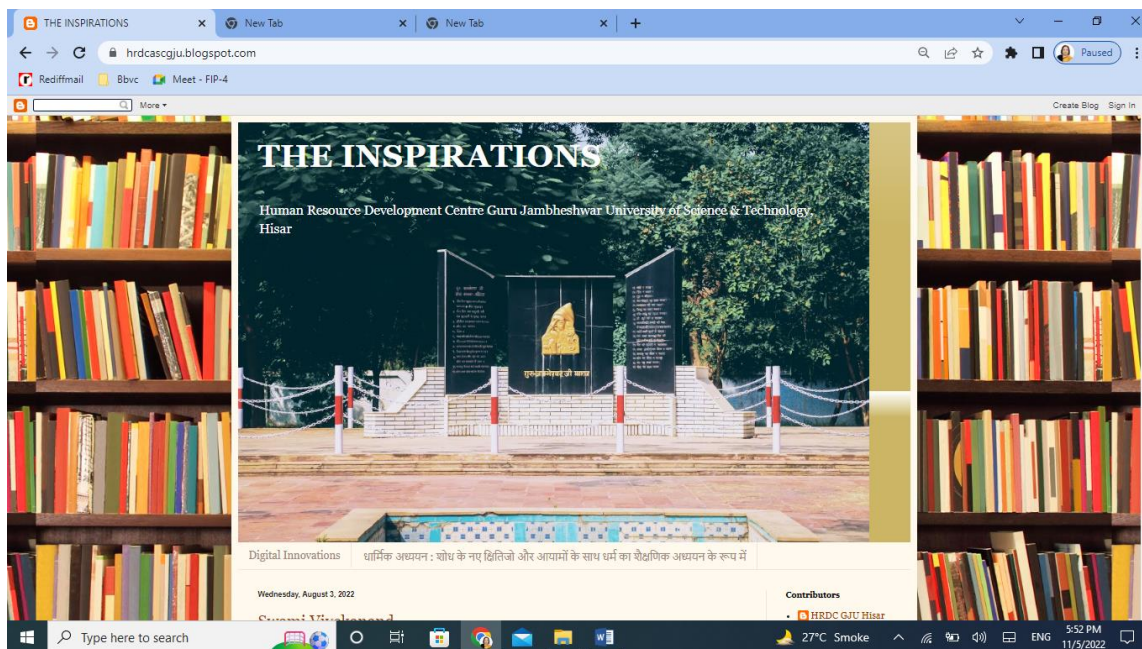 THE INSPIRATIONS
New Tab
New Tab
hrdcascgju.blogspot.com
Paused
Rediffmail
Bbvc
Meet - FIP-4
More
Create Blog Sign In
THE INSPIRATIONS
Human Resource Development Centre Guru Jambheshwar University of Science & Technology,
Hisar
Digital Innovations
धार्मिक अध्ययन : शोध के नए क्षितिजो और आयामों के साथ धर्म का शैक्षणिक अध्ययन के रूप में
Wednesday, August 3, 2022
Contributors
Swami Vivekanand
HRDC GJU Hisar
Type here to search
27°C Smoke
ENG
5:52 PM
11/5/2022